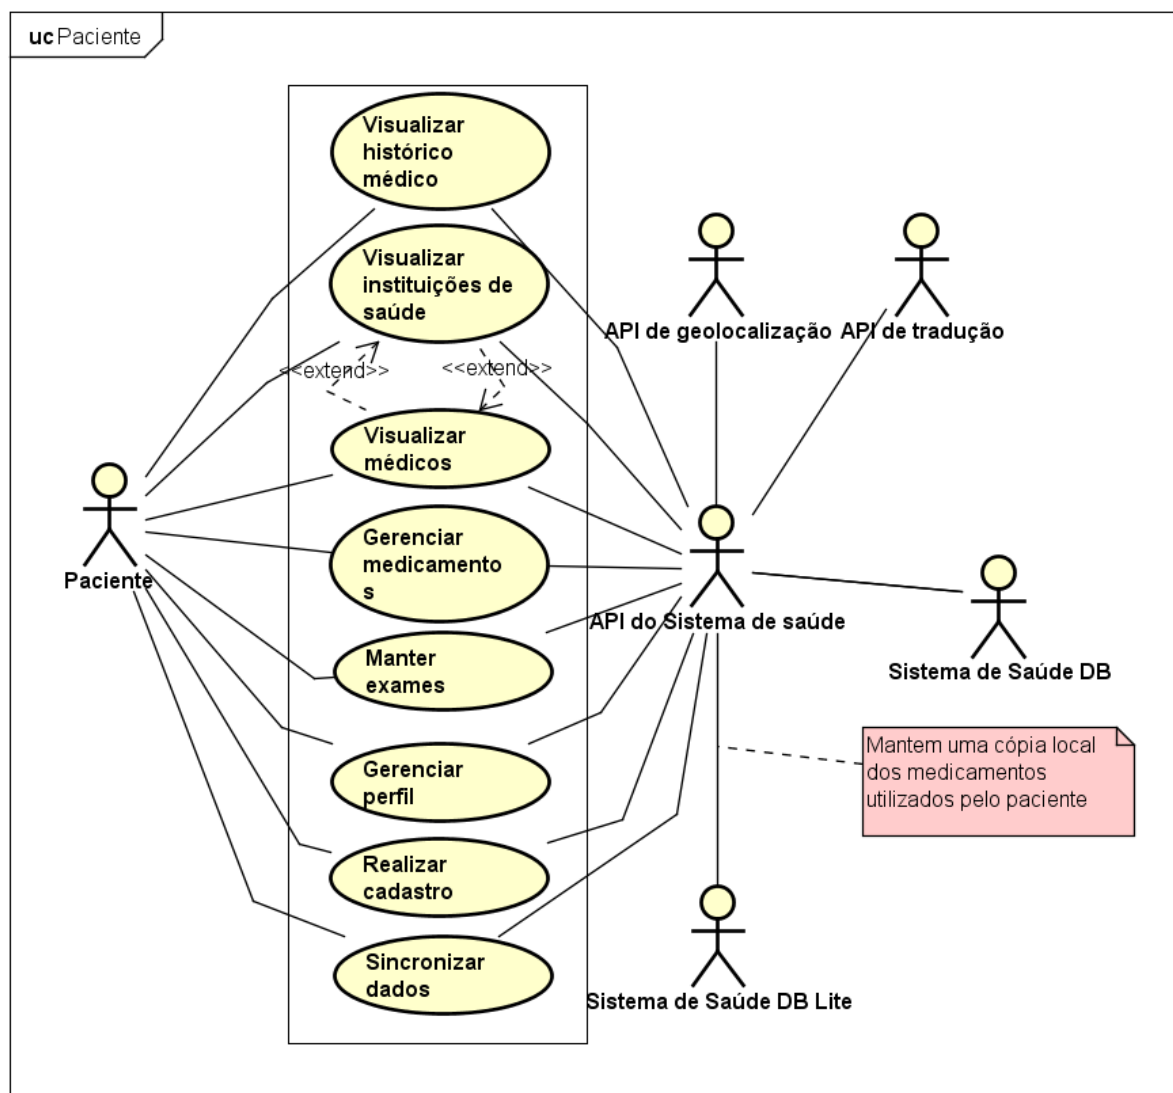 uc Paciente
Visualizar
histórico
médico
Visualizar
instituições de
saúde
<<extend>>
<<extend>>
API de geolocalização
API de tradução
Visualizar
médicos
Gerenciar
medicamento
s
Paciente
API do Sistema de saúde
Manter
exames
Sistema de Saúde DB
Mantem uma cópia local
dos medicamentos
utilizados pelo paciente
Gerenciar
perfil
Realizar
cadastro
Sincronizar
dados
Sistema de Saúde DB Lite